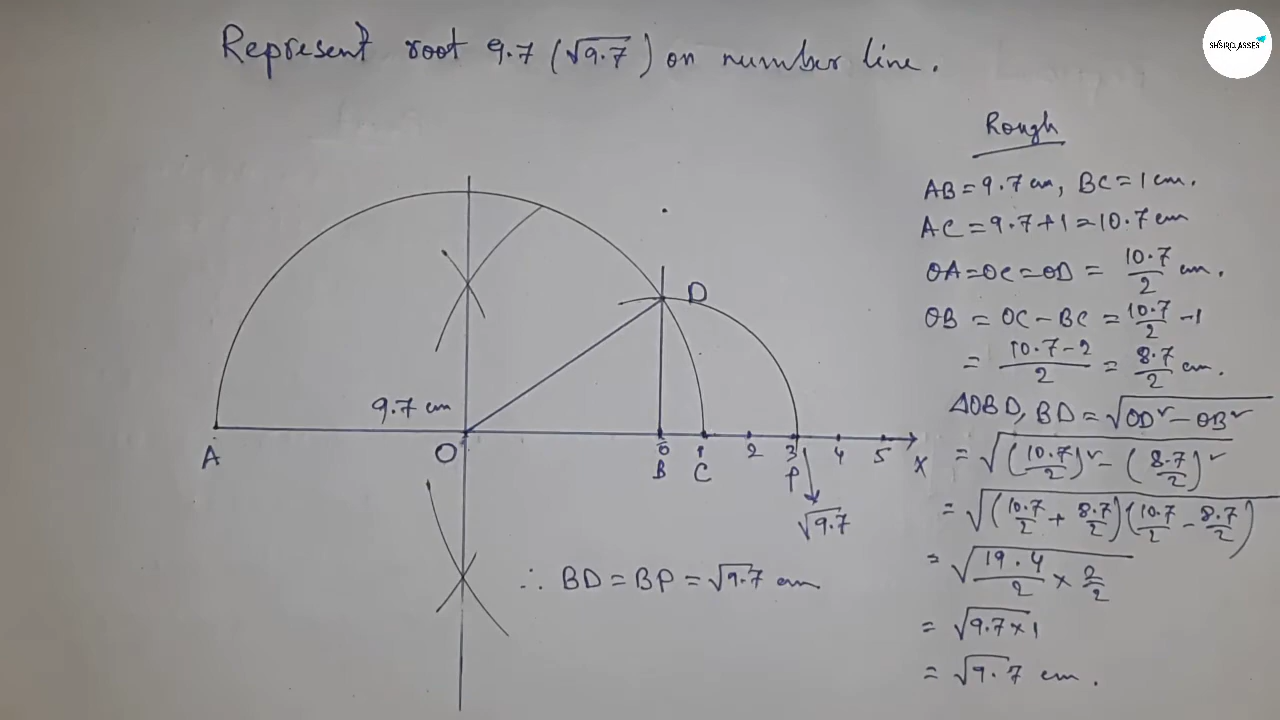 Represent root 9.7 (√9.7) on number line.
SHSIRCLASSES
Rough
AB = 9.7 cm, BC = 1 cm.
AC = 9.7 + 1 = 10.7 cm
OA = OC = OD = 10.7/2 cm.
OB = OC - BC = 10.7/2 - 1
= 10.7 - 2/2 = 8.7/2 cm.
△OBD, BD = √OD² - OB²
= √(10.7/2)² - (8.7/2)²
= √(10.7/2 + 8.7/2)(10.7/2 - 8.7/2)
= √19.4/2 × 2/2
= √9.7 × 1
= √9.7 cm.
D
9.7 cm
A O 0 1 2 3 4 5 X
B C P
√9.7
∴ BD = BP = √9.7 cm